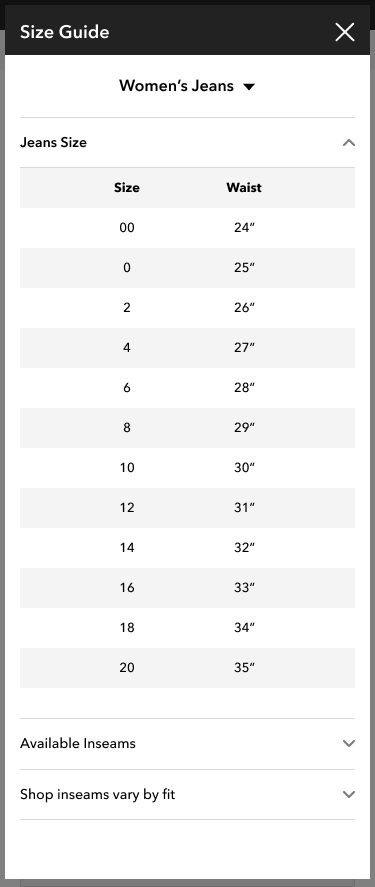 Size Guide
Women’s Jeans
Jeans Size
Size Waist
00 24“
0 25“
2 26“
4 27“
6 28“
8 29“
10 30“
12 31“
14 32“
16 33“
18 34“
20 35“
Available Inseams
Shop inseams vary by fit